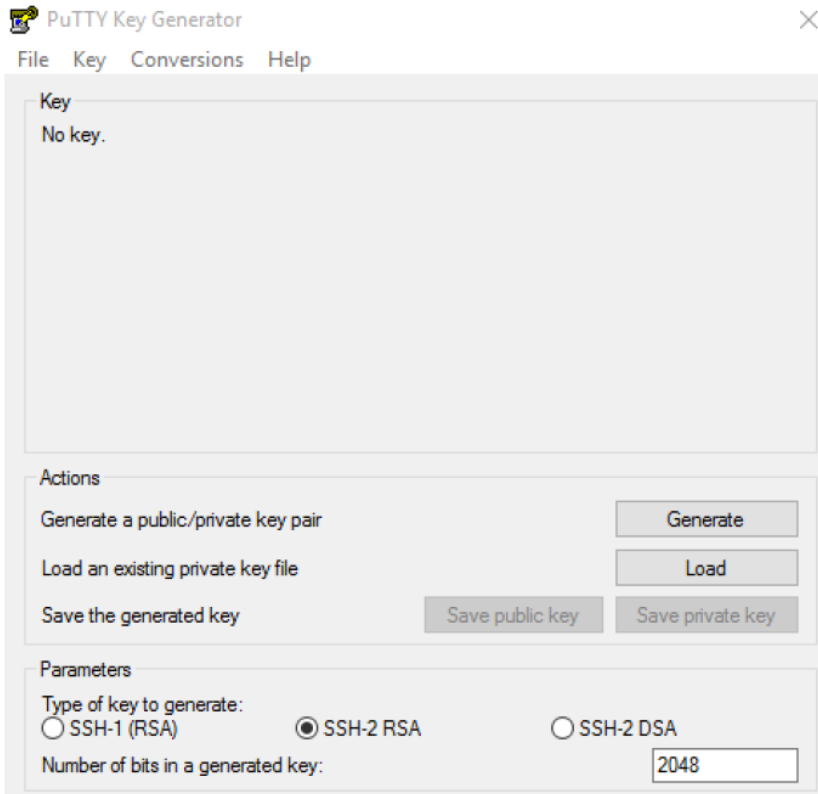 PuTTY Key Generator
File Key Conversions Help
Key
No key.
Actions
Generate a public/private key pair Generate
Load an existing private key file Load
Save the generated key Save public key Save private key
Parameters
Type of key to generate:
SSH-1 (RSA) SSH-2 RSA SSH-2 DSA
Number of bits in a generated key: 2048